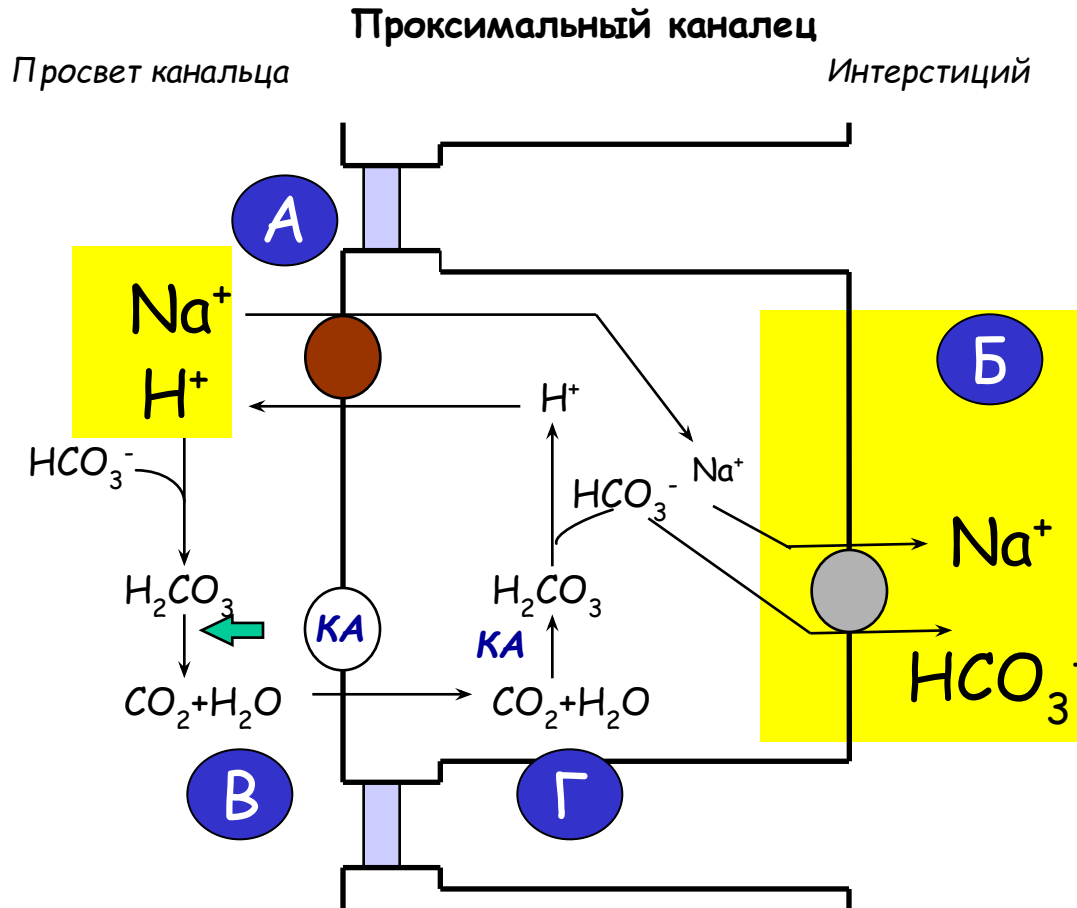 Проксимальный каналец
Просвет канальца
Интерстиций
А
Na⁺
H⁺
Б
H⁺
HCO₃⁻
Na⁺
HCO₃⁻
Na⁺
H₂CO₃
H₂CO₃
КА
КА
HCO₃⁻
CO₂+H₂O
CO₂+H₂O
В
Г